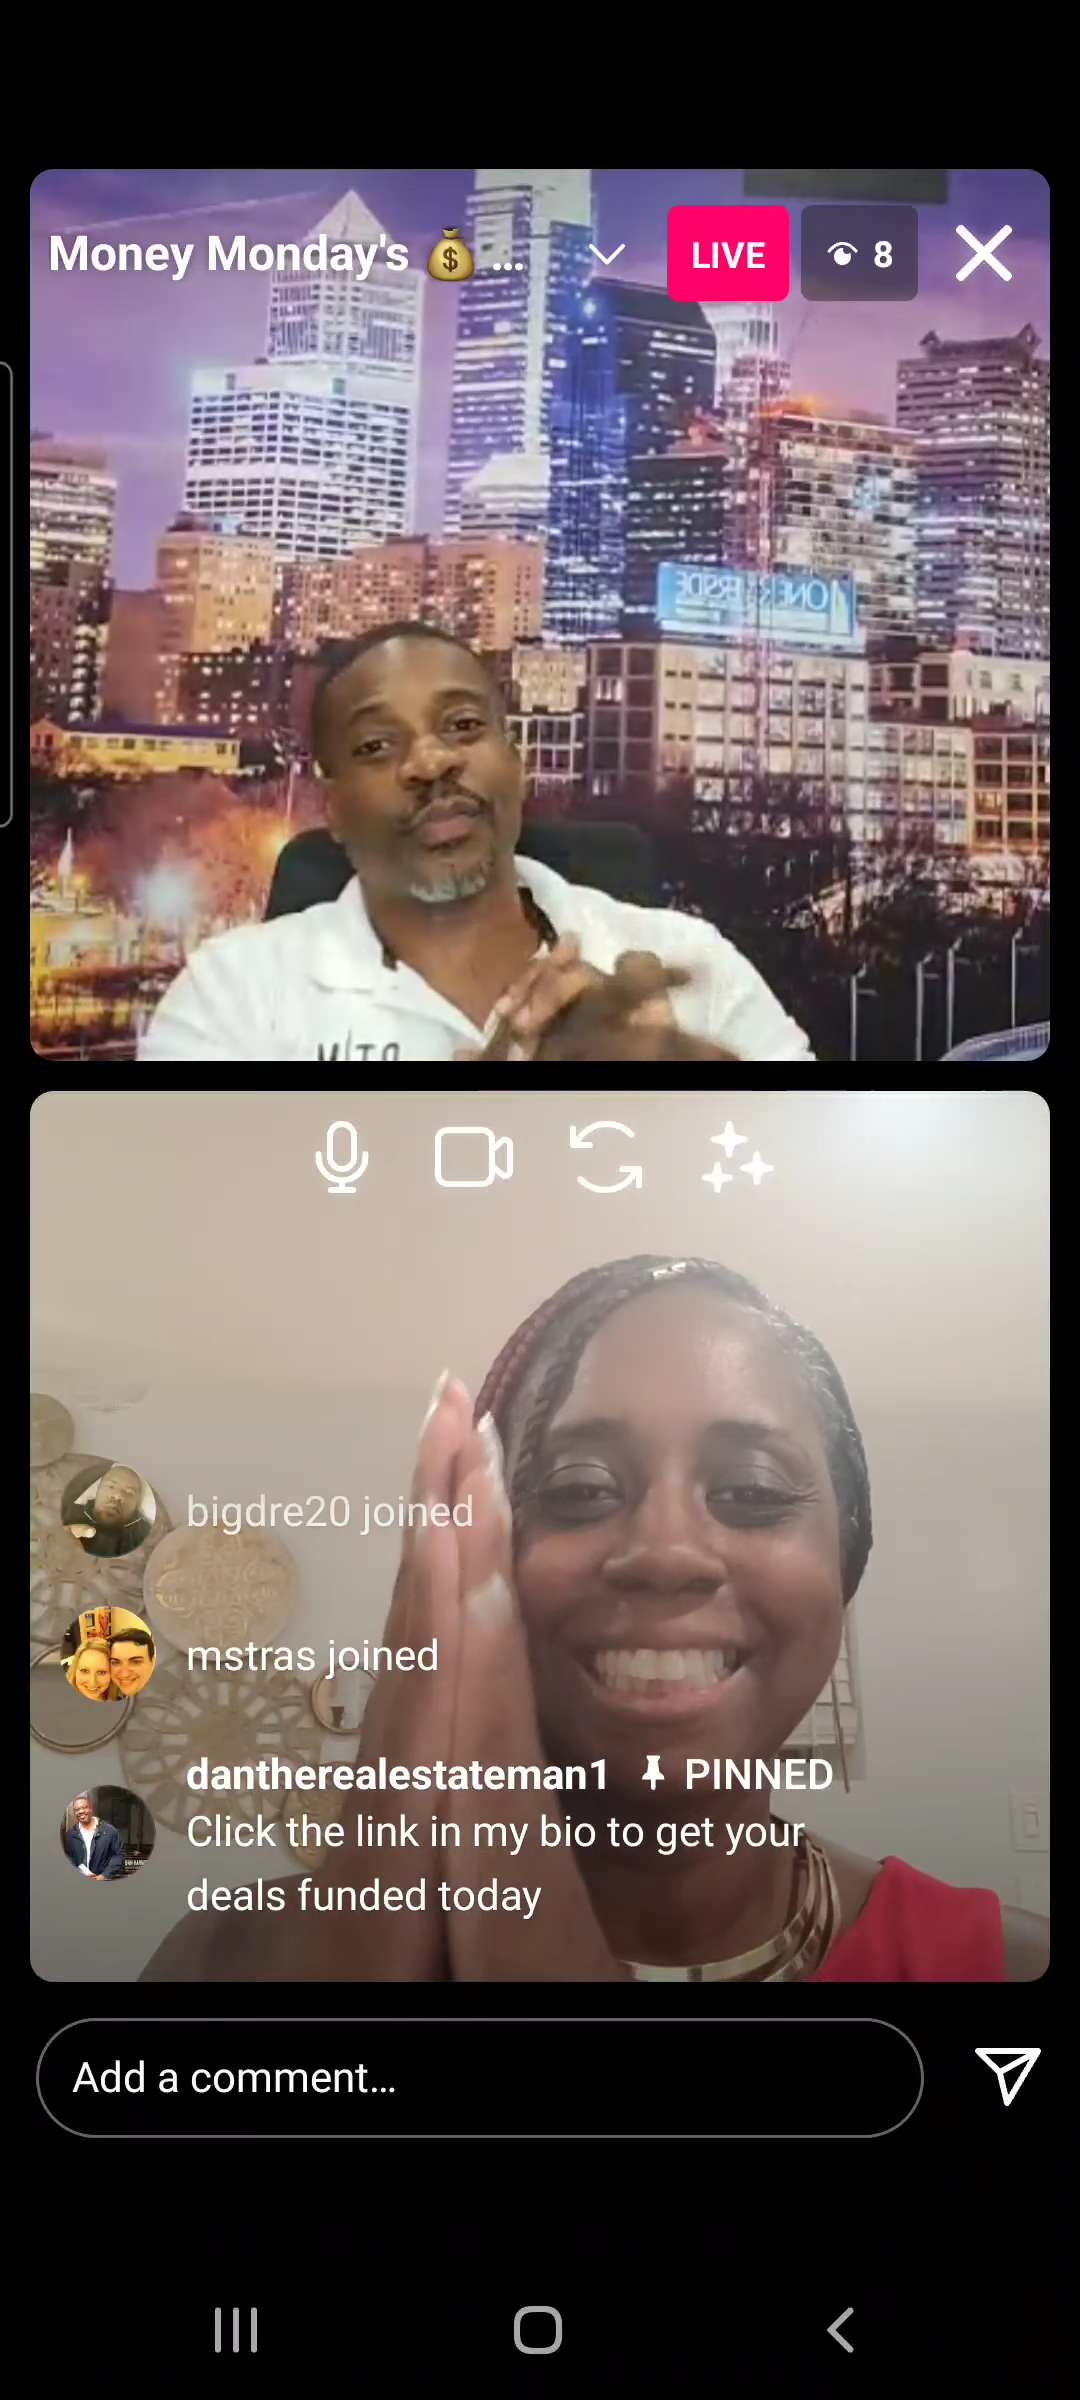 Money Monday's 💰 ...
LIVE
8
bigdre20 joined
mstras joined
dantherealestateman1 PINNED
Click the link in my bio to get your
deals funded today
Add a comment...